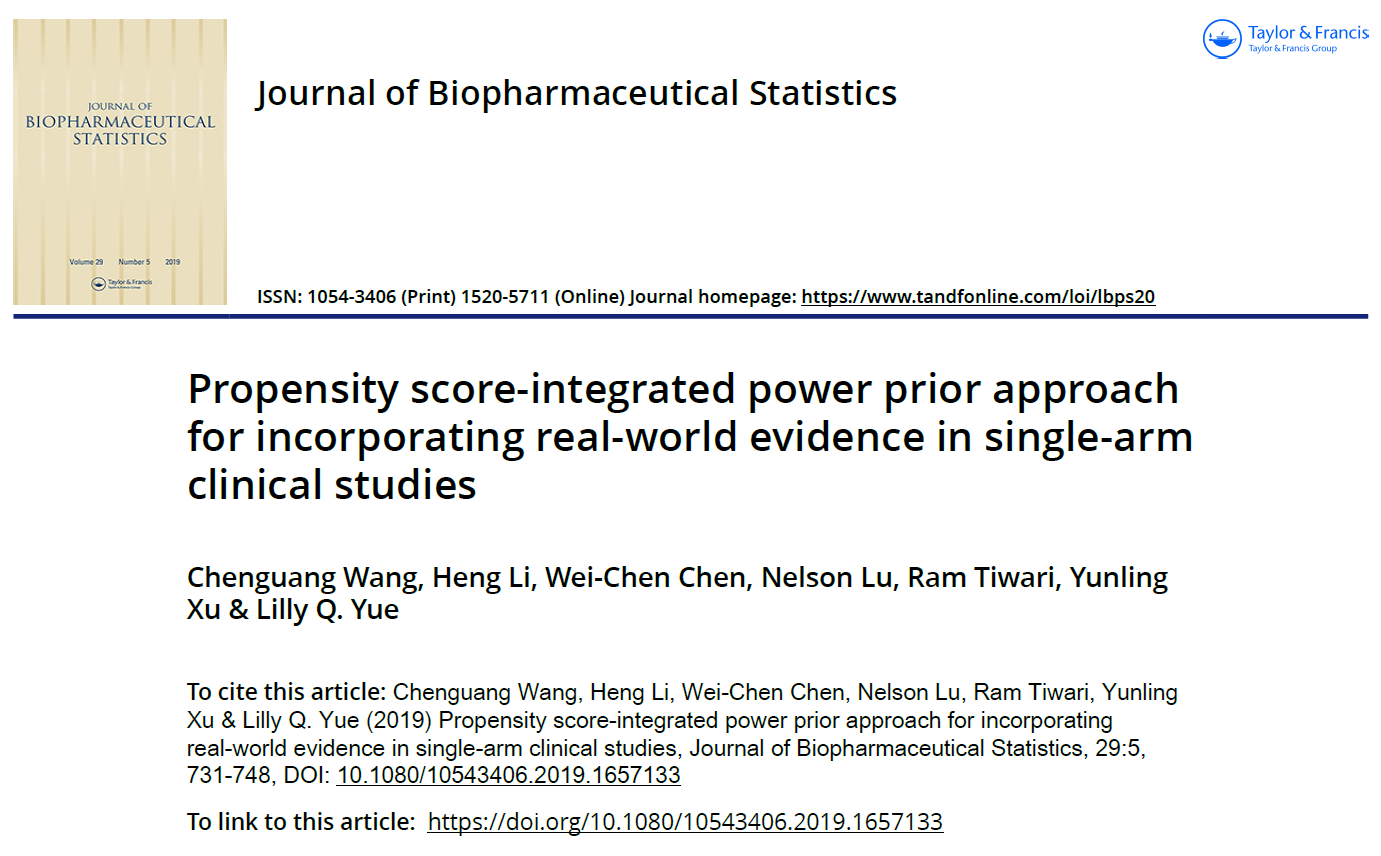 JOURNAL OF
BIOPHARMACEUTICAL
STATISTICS
Volume 29 Number 5 2019
Taylor & Francis
Taylor & Francis Group
Taylor & Francis
Taylor & Francis Group
Journal of Biopharmaceutical Statistics
ISSN: 1054-3406 (Print) 1520-5711 (Online) Journal homepage: https://www.tandfonline.com/loi/lbps20
Propensity score-integrated power prior approach
for incorporating real-world evidence in single-arm
clinical studies
Chenguang Wang, Heng Li, Wei-Chen Chen, Nelson Lu, Ram Tiwari, Yunling
Xu & Lilly Q. Yue
To cite this article: Chenguang Wang, Heng Li, Wei-Chen Chen, Nelson Lu, Ram Tiwari, Yunling
Xu & Lilly Q. Yue (2019) Propensity score-integrated power prior approach for incorporating
real-world evidence in single-arm clinical studies, Journal of Biopharmaceutical Statistics, 29:5,
731-748, DOI: 10.1080/10543406.2019.1657133
To link to this article: https://doi.org/10.1080/10543406.2019.1657133